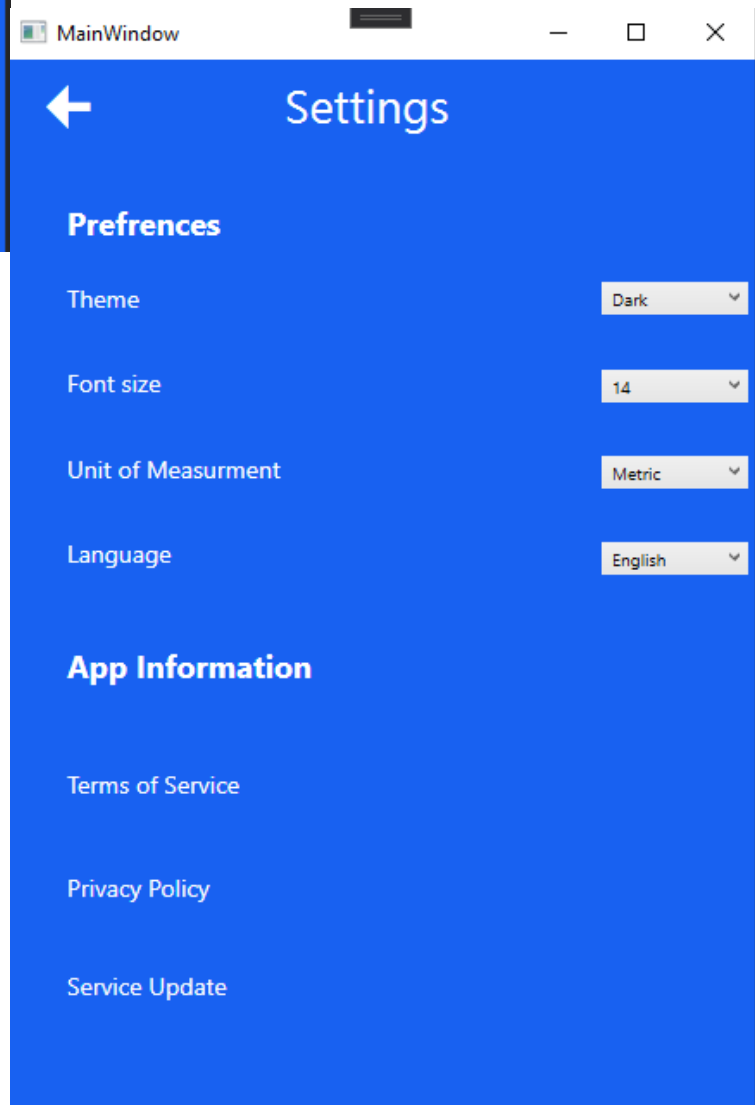 MainWindow
Settings
Prefrences
Theme
Dark
Font size
14
Unit of Measurment
Metric
Language
English
App Information
Terms of Service
Privacy Policy
Service Update